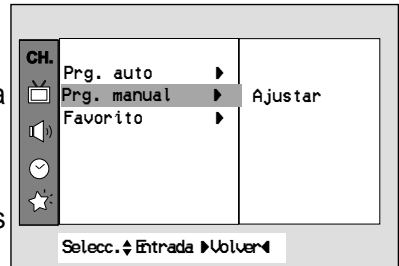 CH.
Prg. auto ▶
a
Prg. manual ▶ Ajustar
Favorito ▶
s
Selecc.▲▼Entrada ▶Volver◀